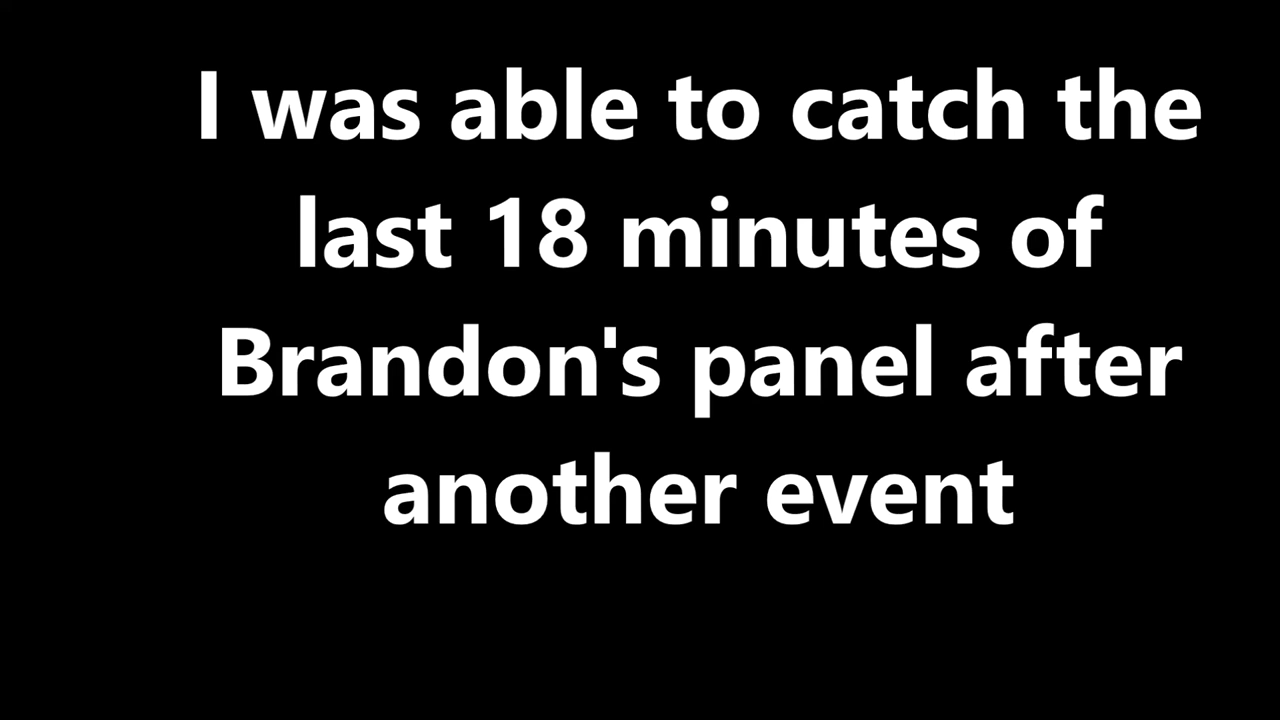 I was able to catch the
last 18 minutes of
Brandon's panel after
another event